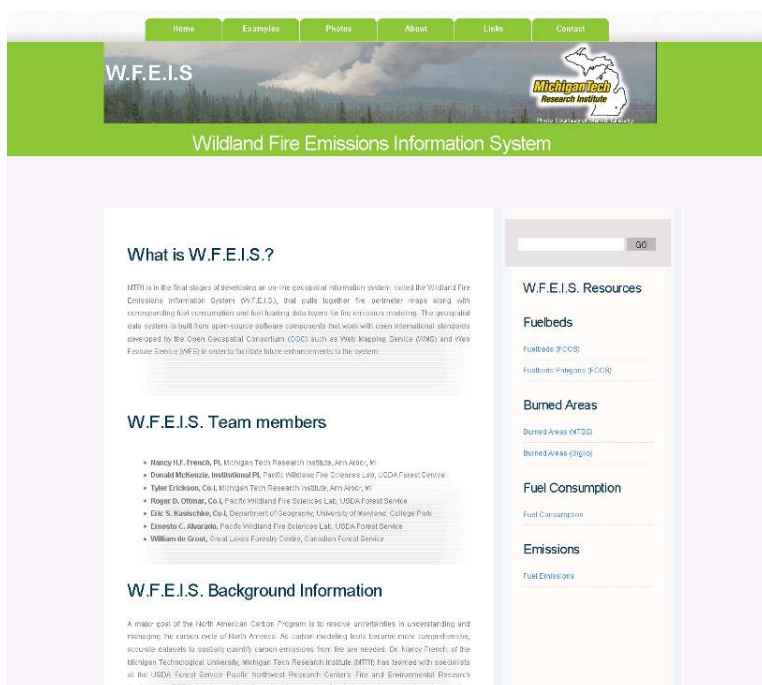 Home Examples Photos About Links Contact
W.F.E.I.S
MichiganTech
Research Institute
Photo Courtesy of
Wildland Fire Emissions Information System
What is W.F.E.I.S.?
MTRI is in the final stages of developing an on-line geospatial information system, called the Wildland Fire
Emissions Information System (W.F.E.I.S.), that pulls together fire perimeter maps along with
corresponding fuel consumption and fuel loading data layers for fire emission modeling. The geospatial
data system is built from open-source software components that work with open international standards
developed by the Open Geospatial Consortium (OGC) such as Web Mapping Service (WMS) and Web
Feature Service (WFS) in order to facilitate future enhancements to the system.
W.F.E.I.S. Team members
Nancy H.F. French, PI, Michigan Tech Research Institute, Ann Arbor, MI
Donald McKenzie, Institutional PI, Pacific Wildland Fire Sciences Lab, USDA Forest Service
Tyler Erickson, Co-I, Michigan Tech Research Institute, Ann Arbor, MI
Roger D. Ottmar, Co-I, Pacific Wildland Fire Sciences Lab, USDA Forest Service
Eric S. Kasischke, Co-I, Department of Geography, University of Maryland, College Park
Ernesto C. Alvarado, Pacific Wildland Fire Sciences Lab, USDA Forest Service
William de Groot, Great Lakes Forestry Centre, Canadian Forest Service
W.F.E.I.S. Background Information
A major goal of the North American Carbon Program is to resolve uncertainties in understanding and
managing the carbon cycle of North America. As carbon modeling tools become more comprehensive,
accurate datasets to spatially quantify carbon emissions from fire are needed. Dr. Nancy French, of the
Michigan Technological University, Michigan Tech Research Institute (MTRI) has teamed with specialists
at the USDA Forest Service Pacific Northwest Research Center's Fire and Environmental Research
GO
W.F.E.I.S. Resources
Fuelbeds
Fuelbeds (FCCS)
Fuelbeds Polygons (FCCS)
Burned Areas
Burned Areas (MTBS)
Burned Areas (Giglio)
Fuel Consumption
Fuel Consumption
Emissions
Fuel Emissions